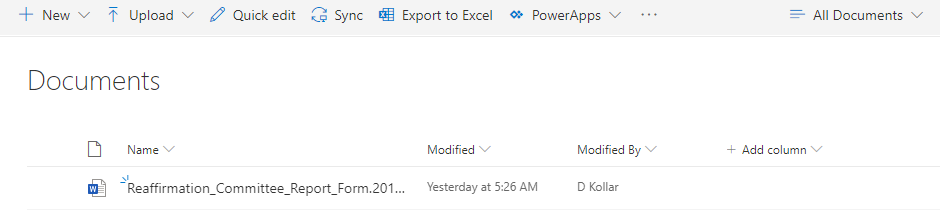 New Upload Quick edit Sync Export to Excel PowerApps ··· All Documents
Documents
Name Modified Modified By + Add column
Reaffirmation_Committee_Report_Form.201... Yesterday at 5:26 AM D Kollar